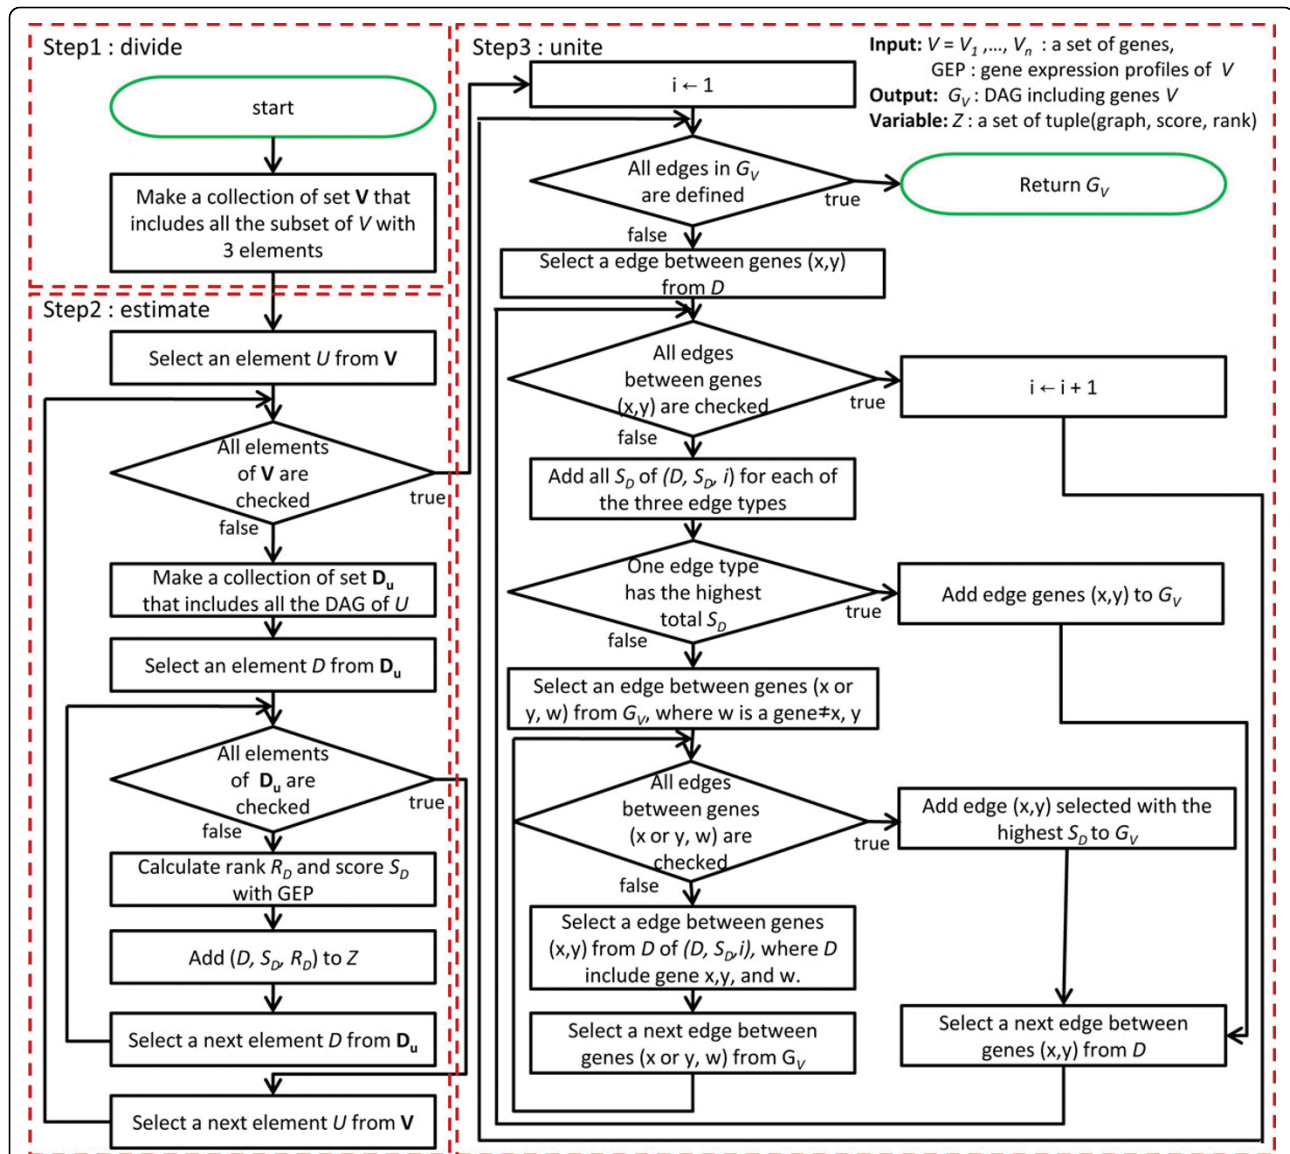 Step1 : divide
start
Make a collection of set V that
includes all the subset of V with
3 elements
Step2 : estimate
Select an element U from V
All elements
of V are
checked
true
false
Make a collection of set Du
that includes all the DAG of U
Select an element D from Du
All elements
of Du are
checked
true
false
Calculate rank RD and score SD
with GEP
Add (D, SD, RD) to Z
Select a next element D from Du
Select a next element U from V
Step3 : unite
Input: V = V1 ,..., Vn : a set of genes,
GEP : gene expression profiles of V
Output: GV : DAG including genes V
Variable: Z : a set of tuple(graph, score, rank)
i ← 1
All edges in GV
are defined
true
Return GV
false
Select a edge between genes (x,y)
from D
All edges
between genes
(x,y) are checked
true
i ← i + 1
false
Add all SD of (D, SD, i) for each of
the three edge types
One edge type
has the highest
total SD
true
Add edge genes (x,y) to GV
false
Select an edge between genes (x or
y, w) from GV, where w is a gene≠x, y
All edges
between genes
(x or y, w) are
checked
true
Add edge (x,y) selected with the
highest SD to GV
false
Select a edge between genes
(x,y) from D of (D, SD,i), where D
include gene x,y, and w.
Select a next edge between
genes (x or y, w) from GV
Select a next edge between
genes (x,y) from D